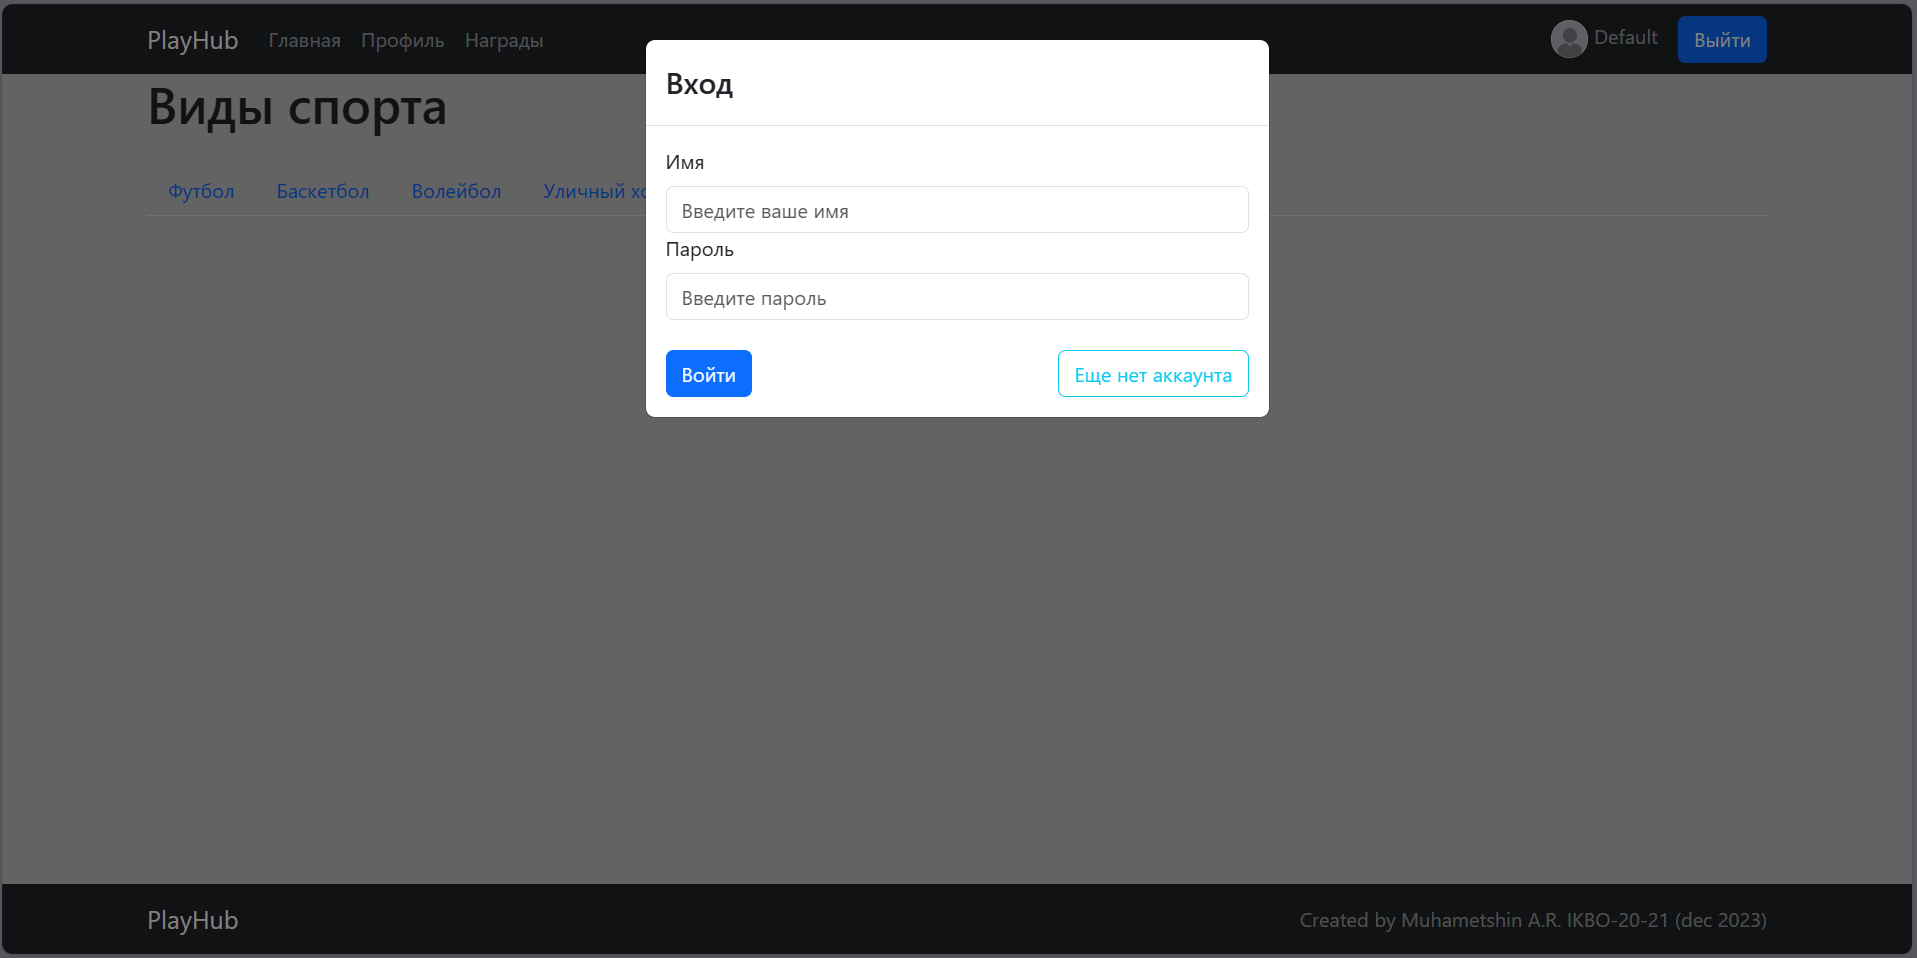 PlayHub Главная Профиль Награды Default Выйти
Виды спорта
Футбол Баскетбол Волейбол Уличный
Вход
Имя
Введите ваше имя
Пароль
Введите пароль
Войти Еще нет аккаунта
PlayHub Created by Muhametshin A.R. IKBO-20-21 (dec 2023)